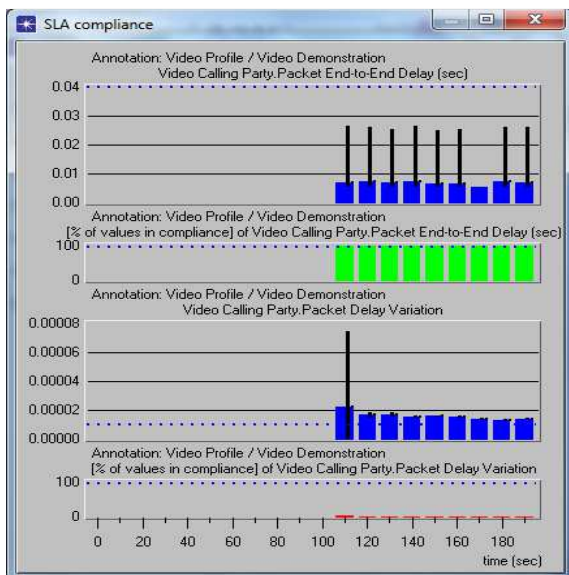 SLA compliance
Annotation: Video Profile / Video Demonstration
Video Calling Party.Packet End-to-End Delay (sec)
0.04
0.03
0.02
0.01
0.00
Annotation: Video Profile / Video Demonstration
[% of values in compliance] of Video Calling Party.Packet End-to-End Delay (sec)
100
0
Annotation: Video Profile / Video Demonstration
Video Calling Party.Packet Delay Variation
0.00008
0.00006
0.00004
0.00002
0.00000
Annotation: Video Profile / Video Demonstration
[% of values in compliance] of Video Calling Party.Packet Delay Variation
100
0
0 20 40 60 80 100 120 140 160 180
time (sec)